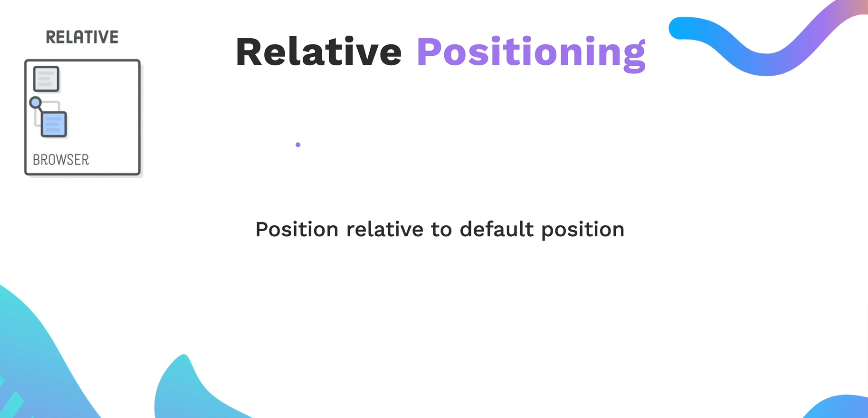 RELATIVE
Relative Positioning
BROWSER
Position relative to default position